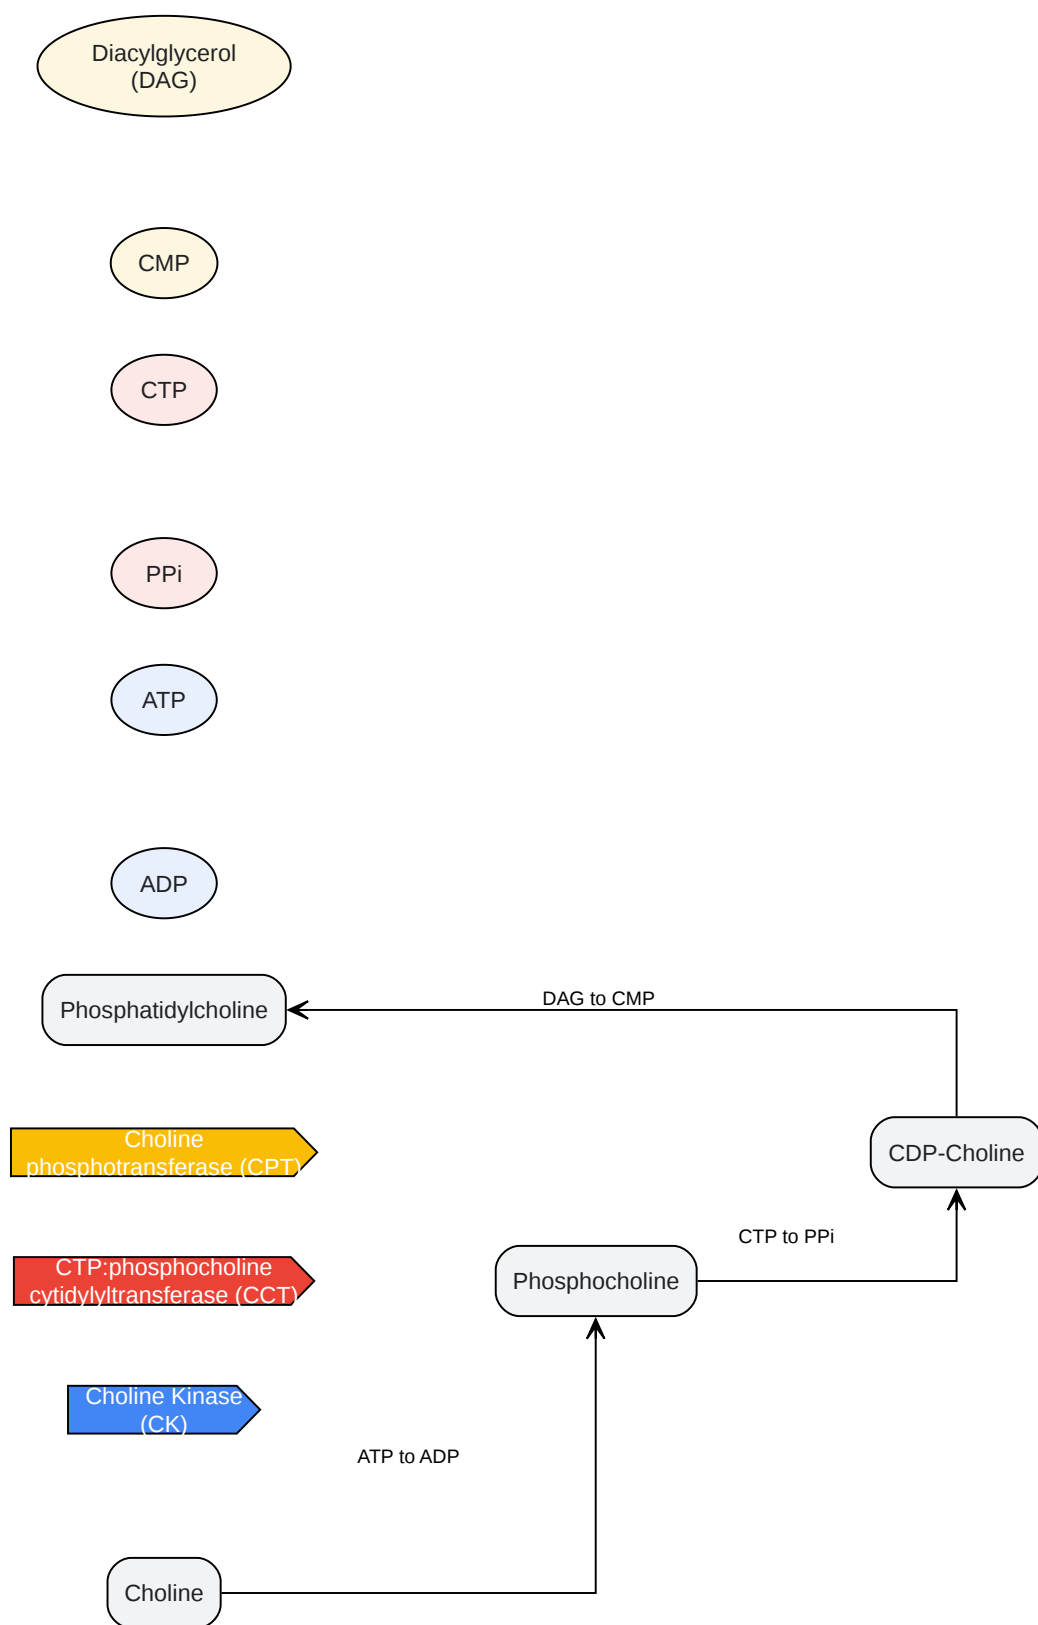 Diacylglycerol
(DAG)
CMP
CTP
PPi
ATP
ADP
DAG to CMP
Phosphatidylcholine
Choline
phosphotransferase (CPT)
CDP-Choline
CTP to PPi
CTP:phosphocholine
cytidylyltransferase (CCT)
Phosphocholine
Choline Kinase
(CK)
ATP to ADP
Choline